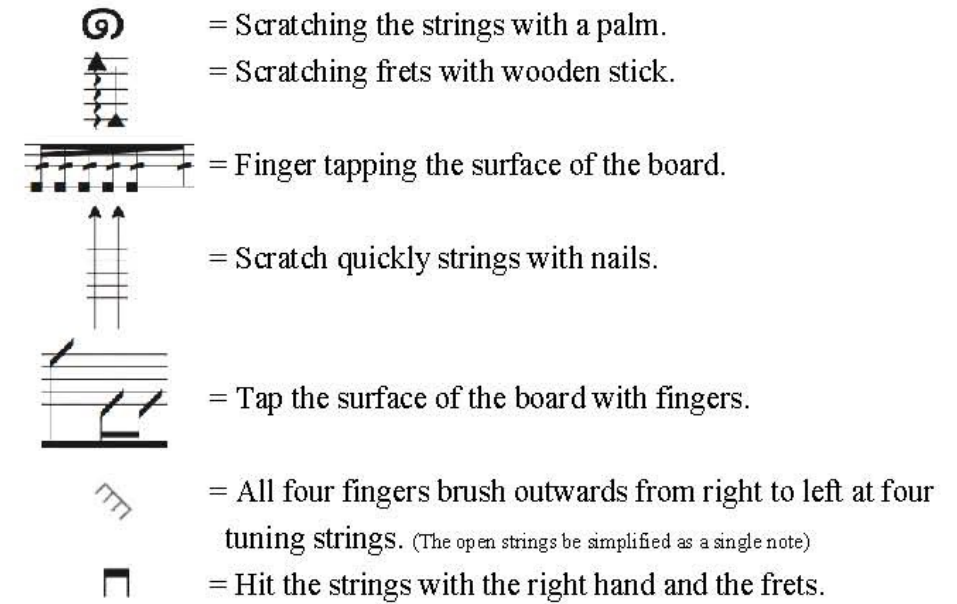 = Scratching the strings with a palm.
= Scratching frets with wooden stick.
= Finger tapping the surface of the board.
= Scratch quickly strings with nails.
= Tap the surface of the board with fingers.
= All four fingers brush outwards from right to left at four
tuning strings. (The open strings be simplified as a single note)
= Hit the strings with the right hand and the frets.